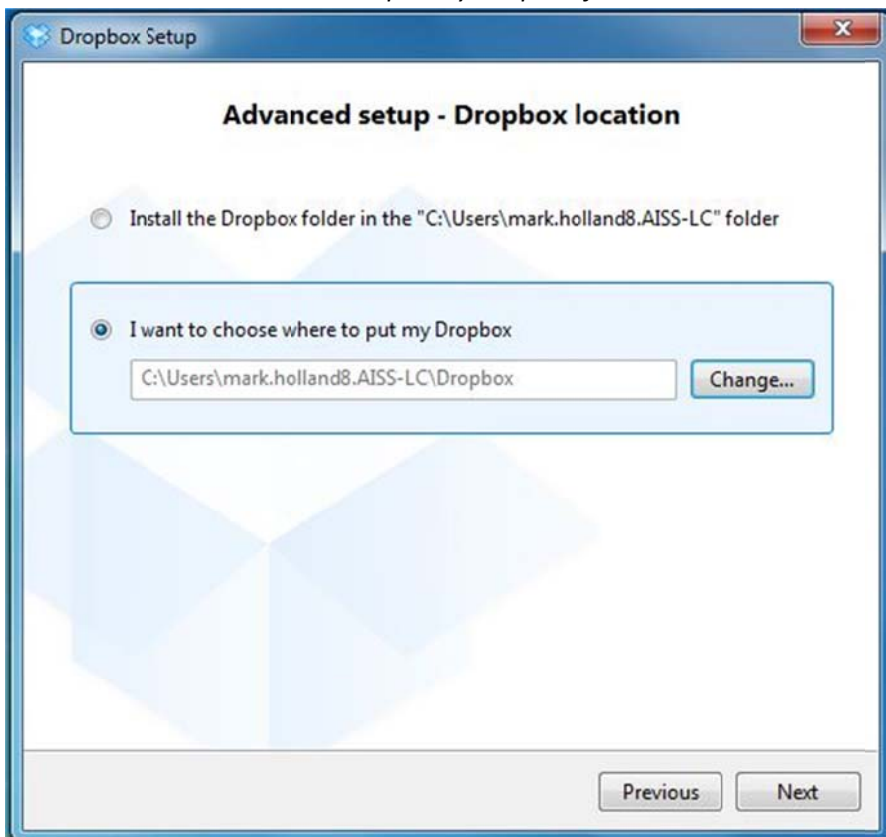 Dropbox Setup
Advanced setup - Dropbox location
Install the Dropbox folder in the "C:\Users\mark.holland8.AISS-LC" folder
I want to choose where to put my Dropbox
C:\Users\mark.holland8.AISS-LC\Dropbox
Change...
Previous
Next